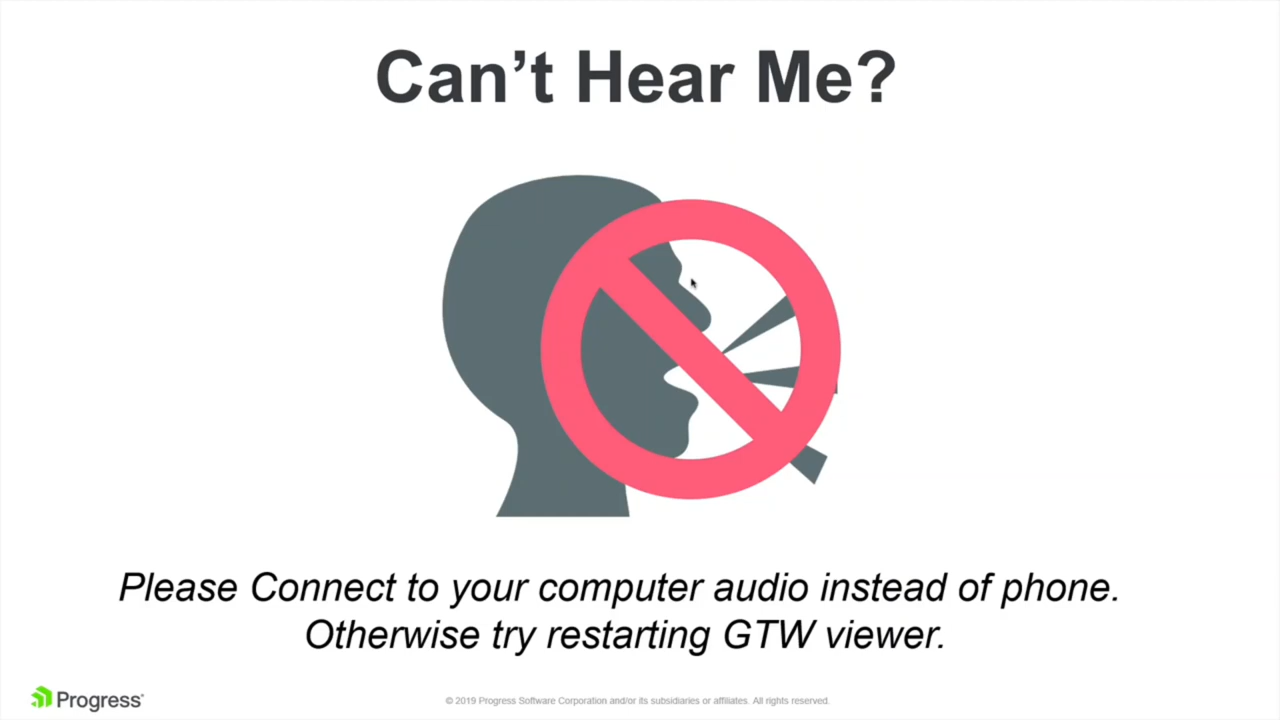 Can’t Hear Me?
Please Connect to your computer audio instead of phone.
Otherwise try restarting GTW viewer.
Progress®
© 2019 Progress Software Corporation and/or its subsidiaries or affiliates. All rights reserved.